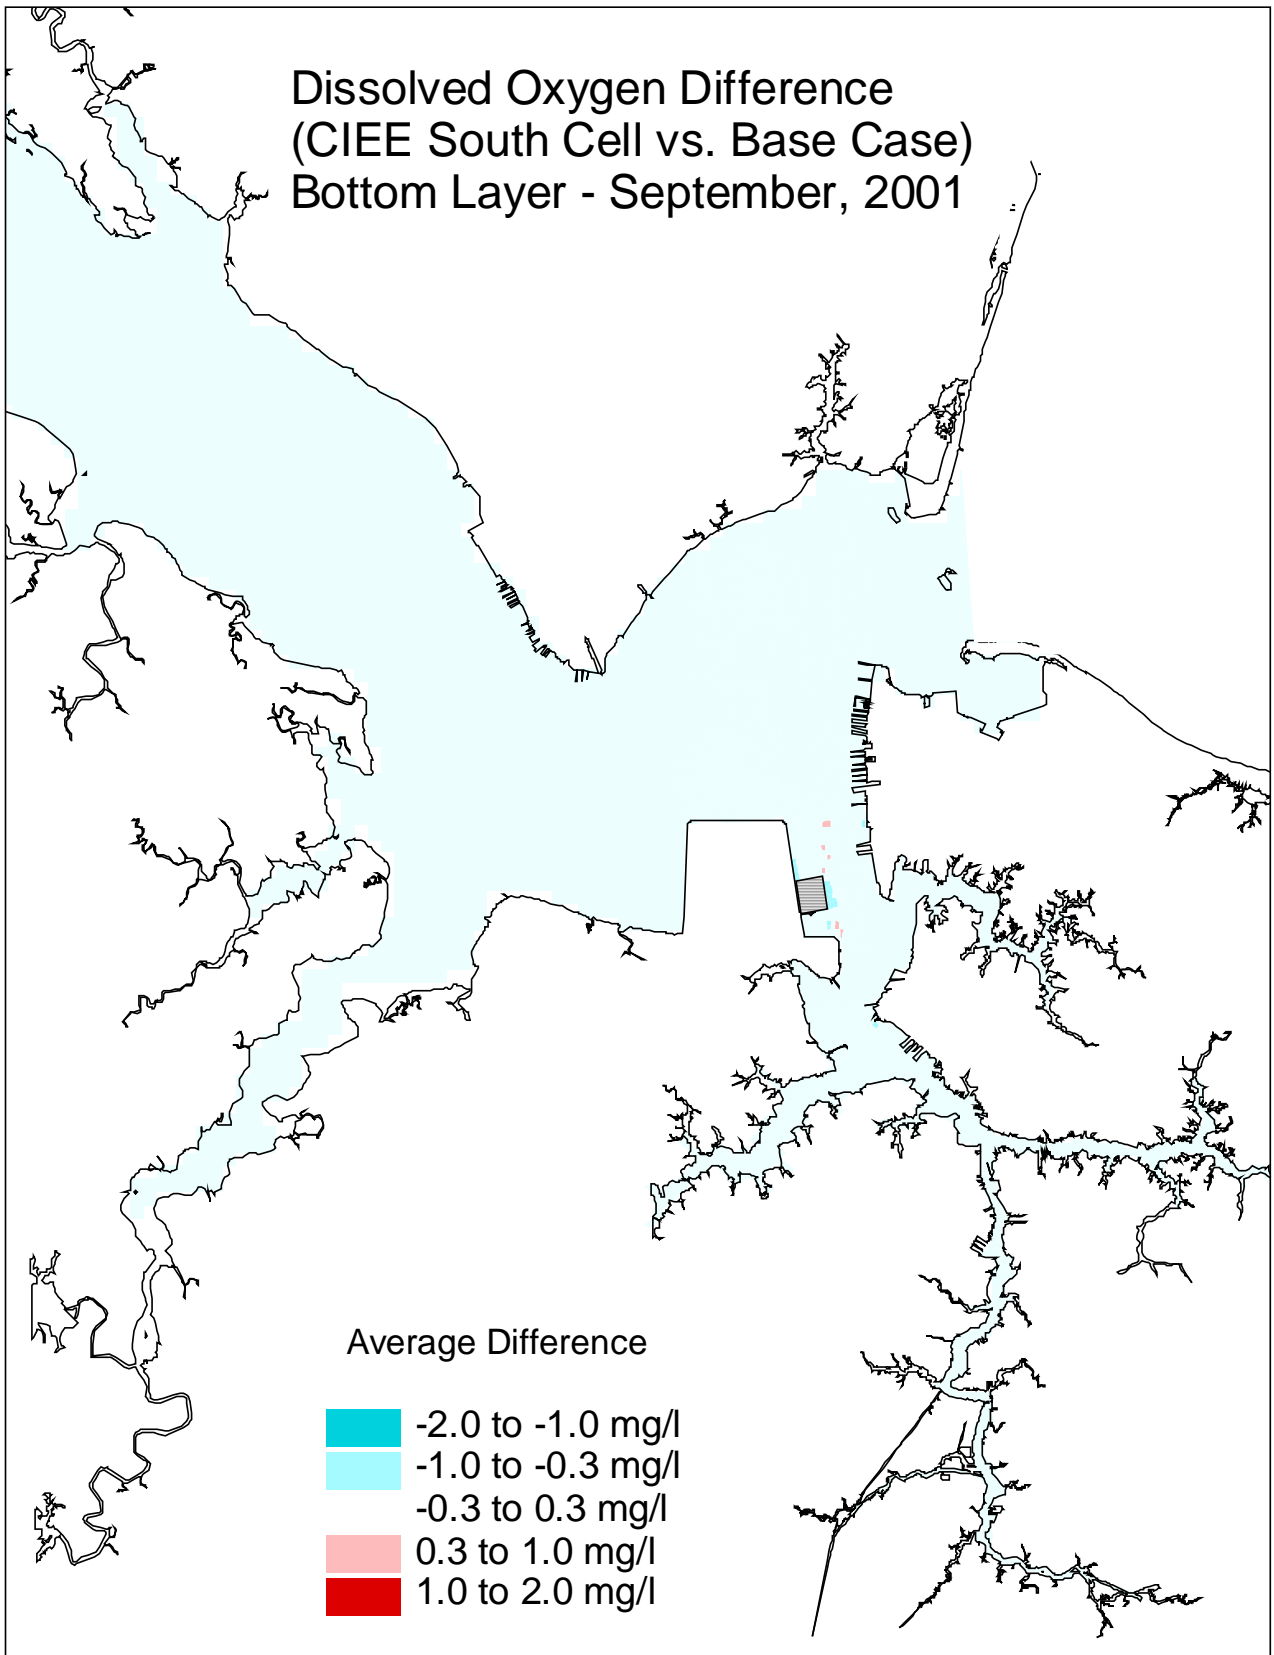 Dissolved Oxygen Difference
(CIEE South Cell vs. Base Case)
Bottom Layer - September, 2001
Average Difference
-2.0 to -1.0 mg/l
-1.0 to -0.3 mg/l
-0.3 to 0.3 mg/l
0.3 to 1.0 mg/l
1.0 to 2.0 mg/l